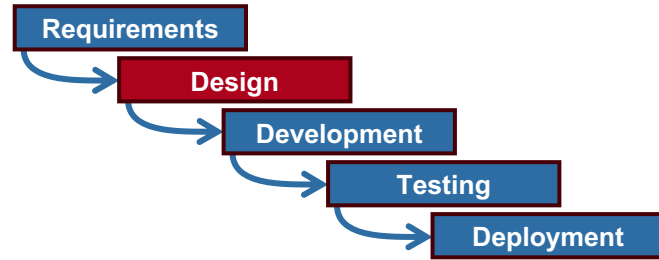 Requirements
Design
Development
Testing
Deployment